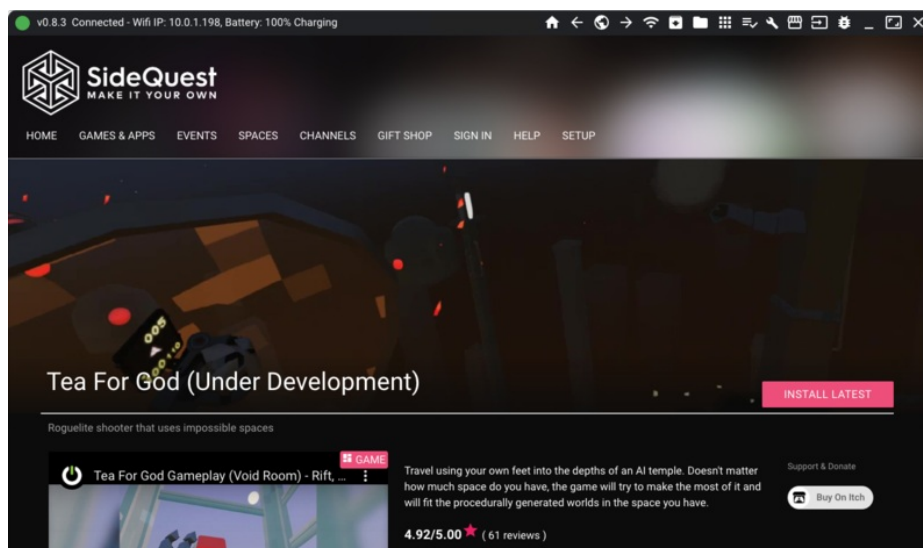 v0.8.3 Connected - Wifi IP: 10.0.1.198, Battery: 100% Charging
SideQuest
MAKE IT YOUR OWN
HOME GAMES & APPS EVENTS SPACES CHANNELS GIFT SHOP SIGN IN HELP SETUP
005
Tea For God (Under Development)
INSTALL LATEST
Roguelite shooter that uses impossible spaces
GAME
Tea For God Gameplay (Void Room) - Rift, ...
Travel using your own feet into the depths of an AI temple. Doesn't matter
how much space do you have, the game will try to make the most of it and
will fit the procedurally generated worlds in the space you have.
4.92/5.00 ( 61 reviews )
Support & Donate
Buy On Itch